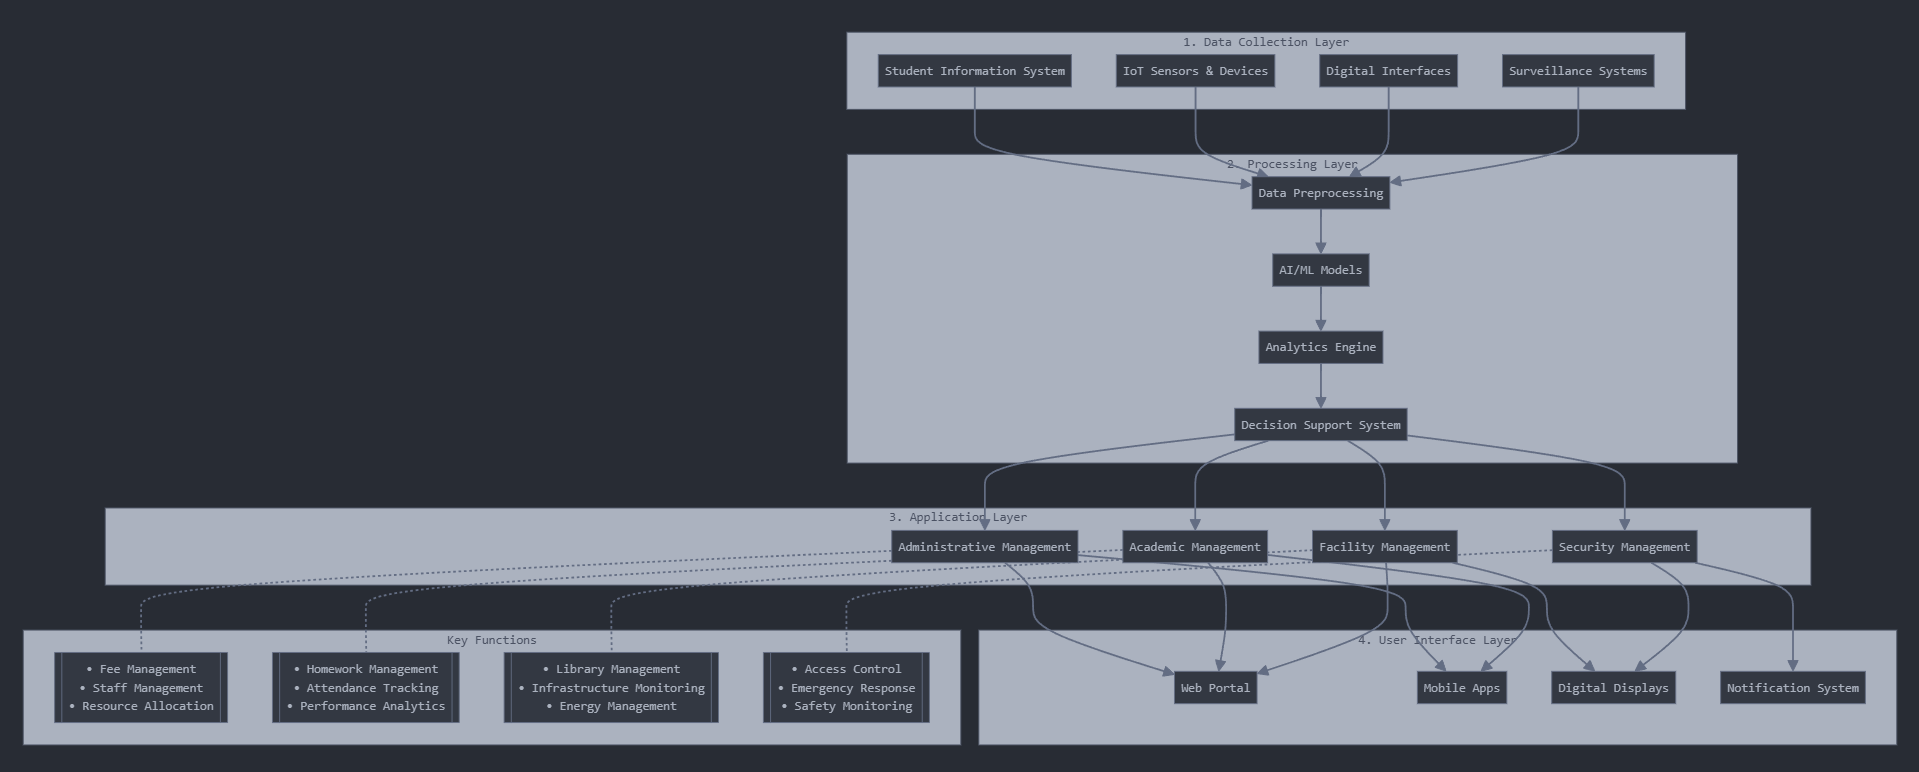 1. Data Collection Layer
Student Information System
IoT Sensors & Devices
Digital Interfaces
Surveillance Systems
2. Processing Layer
Data Preprocessing
AI/ML Models
Analytics Engine
Decision Support System
3. Application Layer
Administrative Management
Academic Management
Facility Management
Security Management
Key Functions
• Fee Management
• Staff Management
• Resource Allocation
• Homework Management
• Attendance Tracking
• Performance Analytics
• Library Management
• Infrastructure Monitoring
• Energy Management
• Access Control
• Emergency Response
• Safety Monitoring
4. User Interface Layer
Web Portal
Mobile Apps
Digital Displays
Notification System